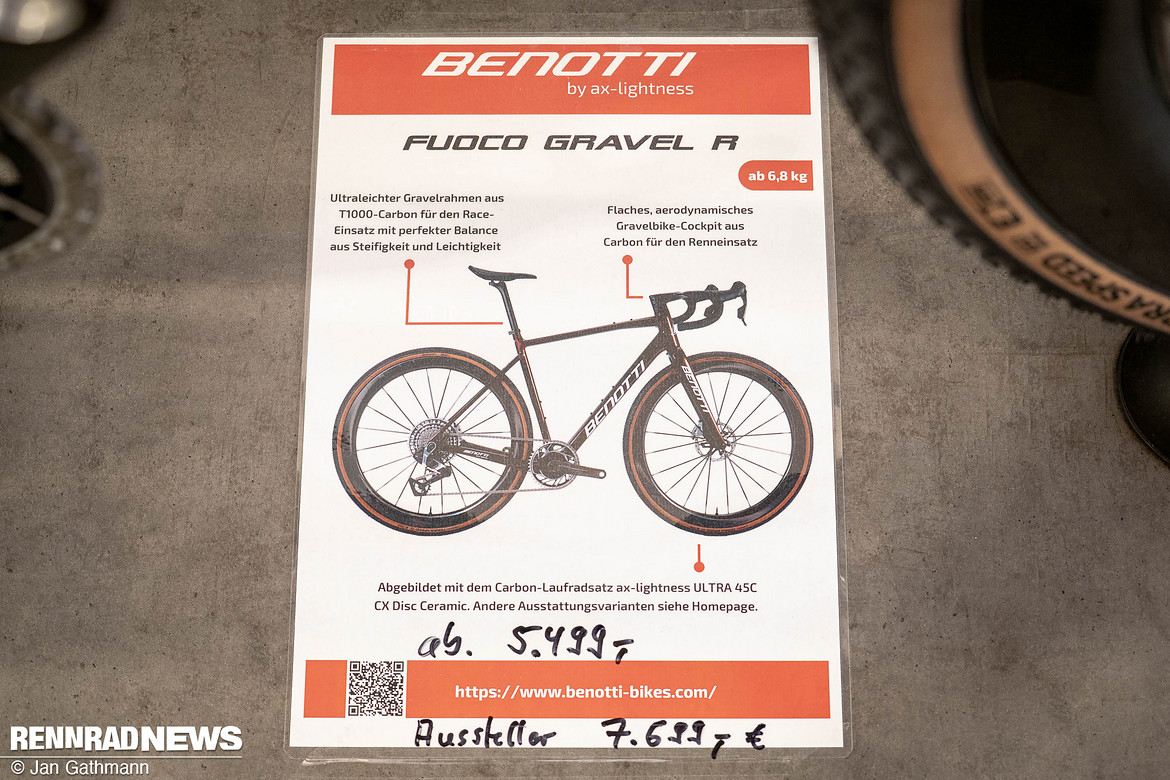 BENOTTI
by ax-lightness
FUOCO GRAVEL R
ab 6,8 kg
Ultraleichter Gravelrahmen aus
T1000-Carbon für den Race-
Einsatz mit perfekter Balance
aus Steifigkeit und Leichtigkeit
Flaches, aerodynamisches
Gravelbike-Cockpit aus
Carbon für den Renneinsatz
BENOTTI
BENOTTI
BENOTTI
Abgebildet mit dem Carbon-Laufradsatz ax-lightness ULTRA 45C
CX Disc Ceramic. Andere Ausstattungsvarianten siehe Homepage.
ab. 5.499,-
https://www.benotti-bikes.com/
Aussteller 7.699,- €
RENNRADNEWS
© Jan Gathmann